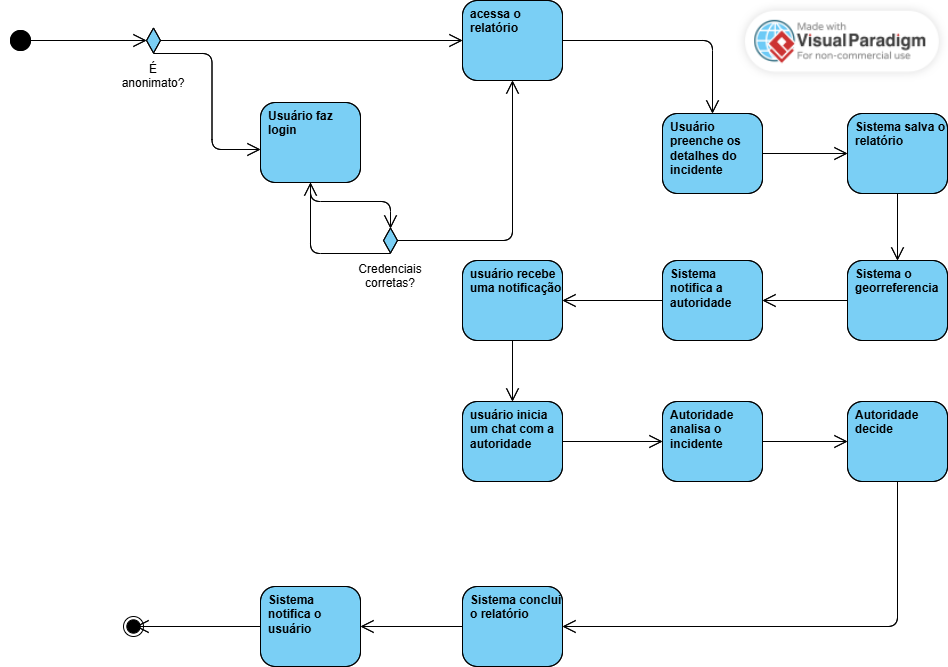 acessa o
relatório
Made with
Visual Paradigm
For non-commercial use
É
anonimato?
Usuário faz
login
Usuário
preenche os
detalhes do
incidente
Sistema salva o
relatório
Credenciais
corretas?
usuário recebe
uma notificação
Sistema
notifica a
autoridade
Sistema o
georreferencia
usuário inicia
um chat com a
autoridade
Autoridade
analisa o
incidente
Autoridade
decide
Sistema
notifica o
usuário
Sistema conclui
o relatório